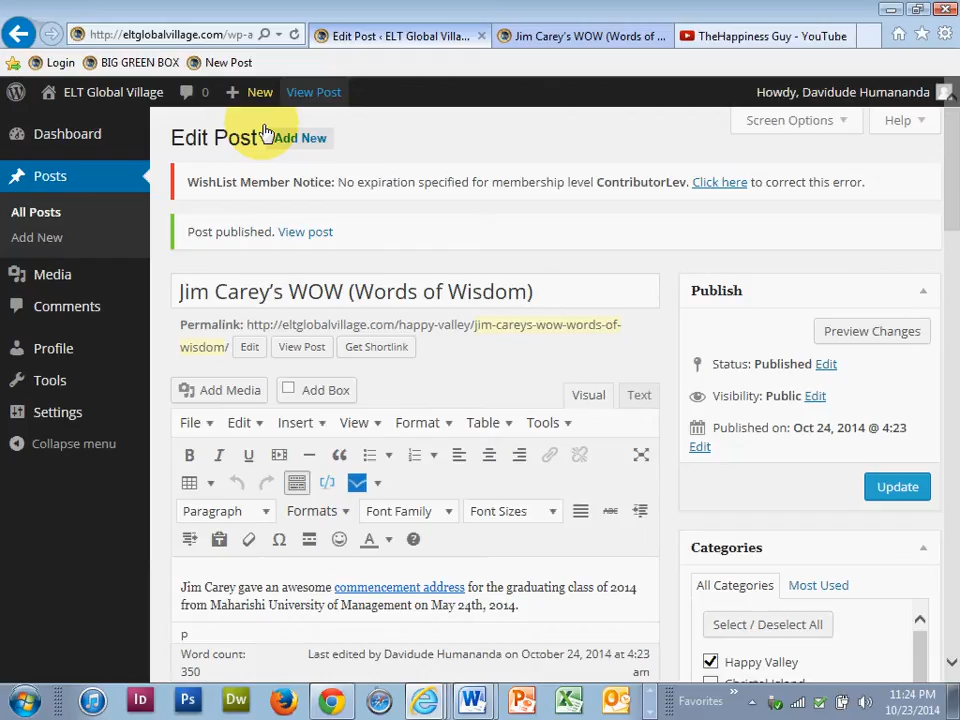 http://eltglobalvillage.com/wp-a
Edit Post ‹ ELT Global Villa...
Jim Carey's WOW (Words of ...
TheHappiness Guy - YouTube
Login BIG GREEN BOX New Post
ELT Global Village 0 New View Post Howdy, Davidude Humananda
Dashboard
Posts
All Posts
Add New
Media
Comments
Profile
Tools
Settings
Collapse menu
Screen Options Help
Edit Post Add New
WishList Member Notice: No expiration specified for membership level ContributorLev. Click here to correct this error.
Post published. View post
Jim Carey's WOW (Words of Wisdom)
Permalink: http://eltglobalvillage.com/happy-valley/jim-careys-wow-words-of-
wisdom/ Edit View Post Get Shortlink
Add Media Add Box Visual Text
File Edit Insert View Format Table Tools
B I U
Paragraph Formats Font Family Font Sizes
ABC
Jim Carey gave an awesome commencement address for the graduating class of 2014
from Maharishi University of Management on May 24th, 2014.
p
Word count:
350
Last edited by Davidude Humananda on October 24, 2014 at 4:23
am
Publish
Preview Changes
Status: Published Edit
Visibility: Public Edit
Published on: Oct 24, 2014 @ 4:23
Edit
Update
Categories
All Categories Most Used
Select / Deselect All
Happy Valley
Id Ps Dw
Favorites
11:24 PM
10/23/2014